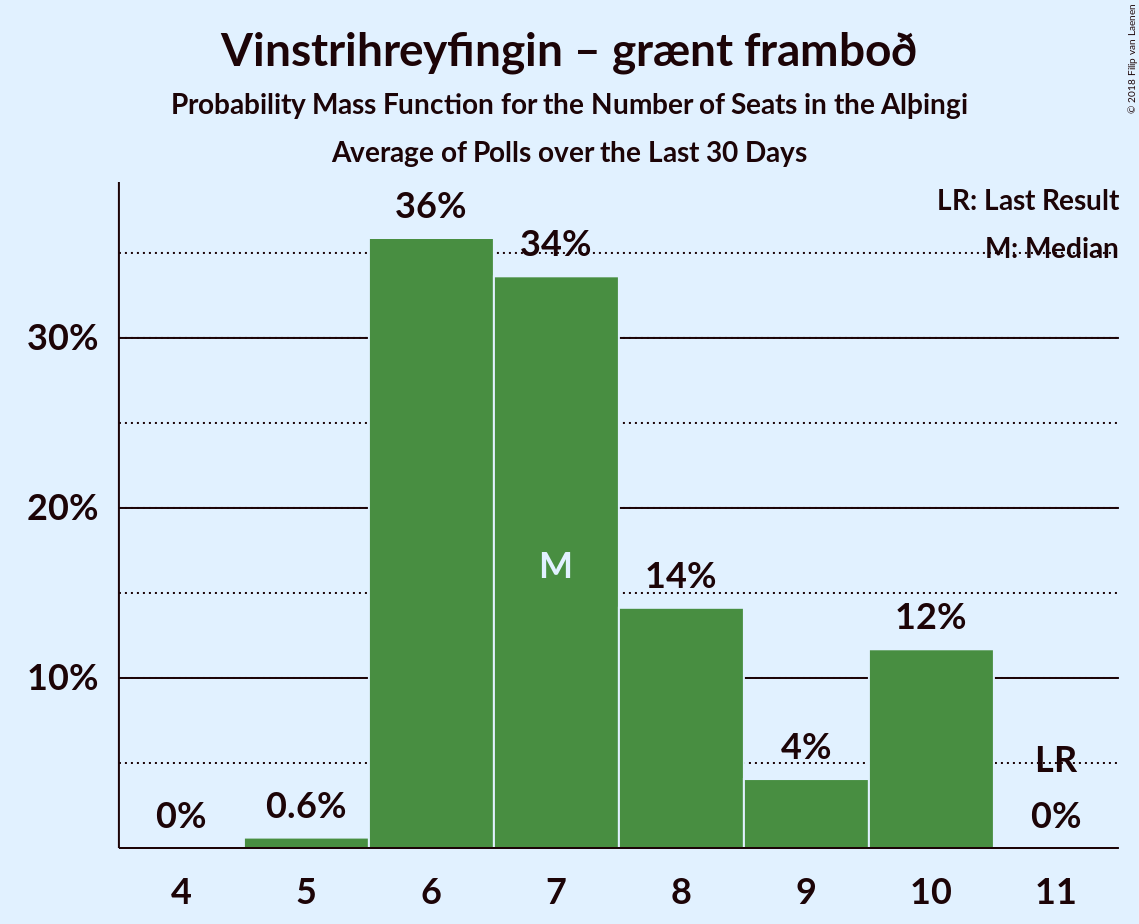 Vinstrihreyfingin – grænt framboð
Probability Mass Function for the Number of Seats in the Alþingi
Average of Polls over the Last 30 Days
© 2018 Filip van Laenen
LR: Last Result
M: Median
36%
34%
30%
20%
M
14%
12%
10%
4%
LR
0%
0.6%
0%
4 5 6 7 8 9 10 11